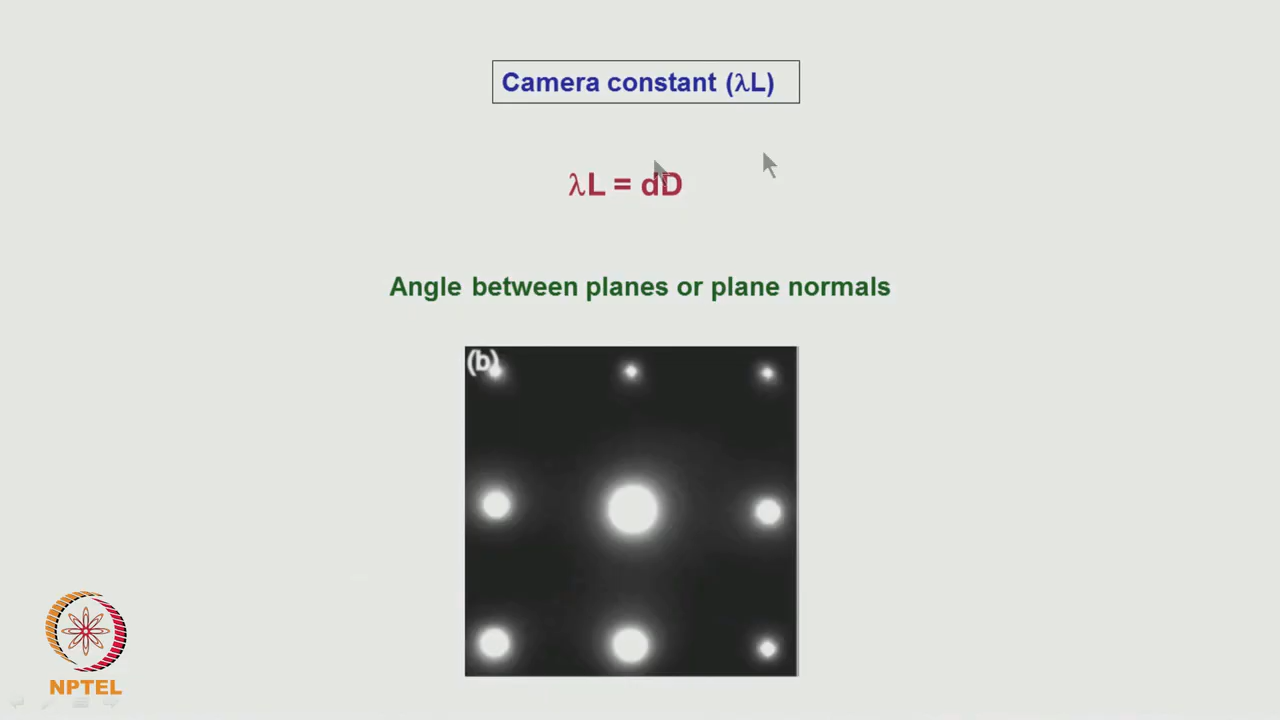 Camera constant (λL)
λL = dD
Angle between planes or plane normals
(b)
NPTEL